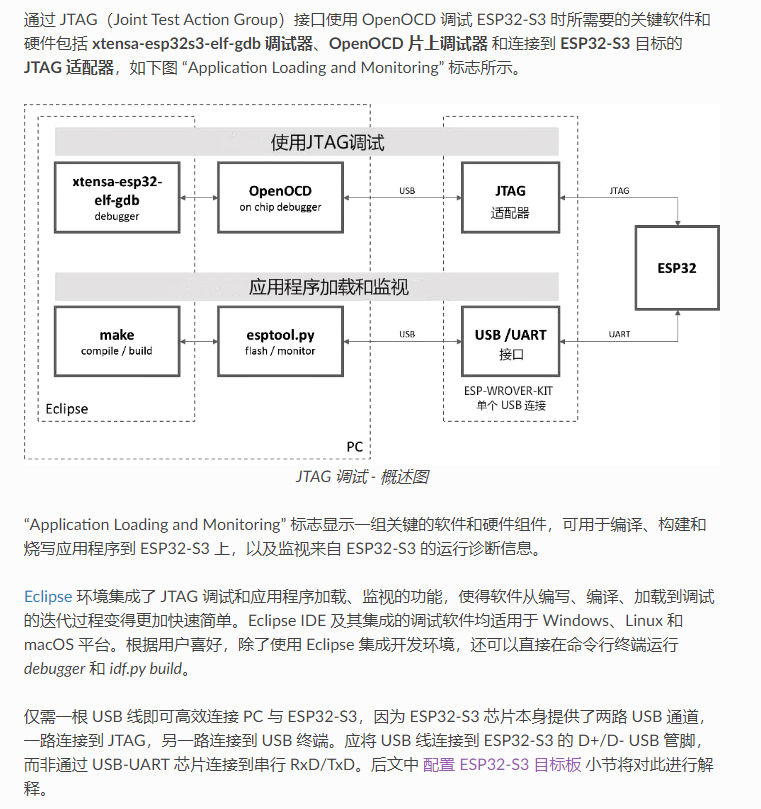 通过 JTAG（Joint Test Action Group）接口使用 OpenOCD 调试 ESP32-S3 时所需要的关键软件和
硬件包括 xtensa-esp32s3-elf-gdb 调试器、OpenOCD 片上调试器 和连接到 ESP32-S3 目标的
JTAG 适配器，如下图 “Application Loading and Monitoring” 标志所示。
使用JTAG调试
xtensa-esp32-
elf-gdb
debugger
OpenOCD
on chip debugger
USB
JTAG
适配器
JTAG
ESP32
应用程序加载和监视
make
compile / build
esptool.py
flash / monitor
USB
USB /UART
接口
UART
ESP-WROVER-KIT
单个 USB 连接
Eclipse
PC
JTAG 调试 - 概述图
“Application Loading and Monitoring” 标志显示一组关键的软件和硬件组件，可用于编译、构建和
烧写应用程序到 ESP32-S3 上，以及监视来自 ESP32-S3 的运行诊断信息。
Eclipse 环境集成了 JTAG 调试和应用程序加载、监视的功能，使得软件从编写、编译、加载到调试
的迭代过程变得更加快速简单。Eclipse IDE 及其集成的调试软件均适用于 Windows、Linux 和
macOS 平台。根据用户喜好，除了使用 Eclipse 集成开发环境，还可以直接在命令行终端运行
debugger 和 idf.py build。
仅需一根 USB 线即可高效连接 PC 与 ESP32-S3，因为 ESP32-S3 芯片本身提供了两路 USB 通道，
一路连接到 JTAG，另一路连接到 USB 终端。应将 USB 线连接到 ESP32-S3 的 D+/D- USB 管脚，
而非通过 USB-UART 芯片连接到串行 RxD/TxD。后文中 配置 ESP32-S3 目标板 小节将对此进行解
释。